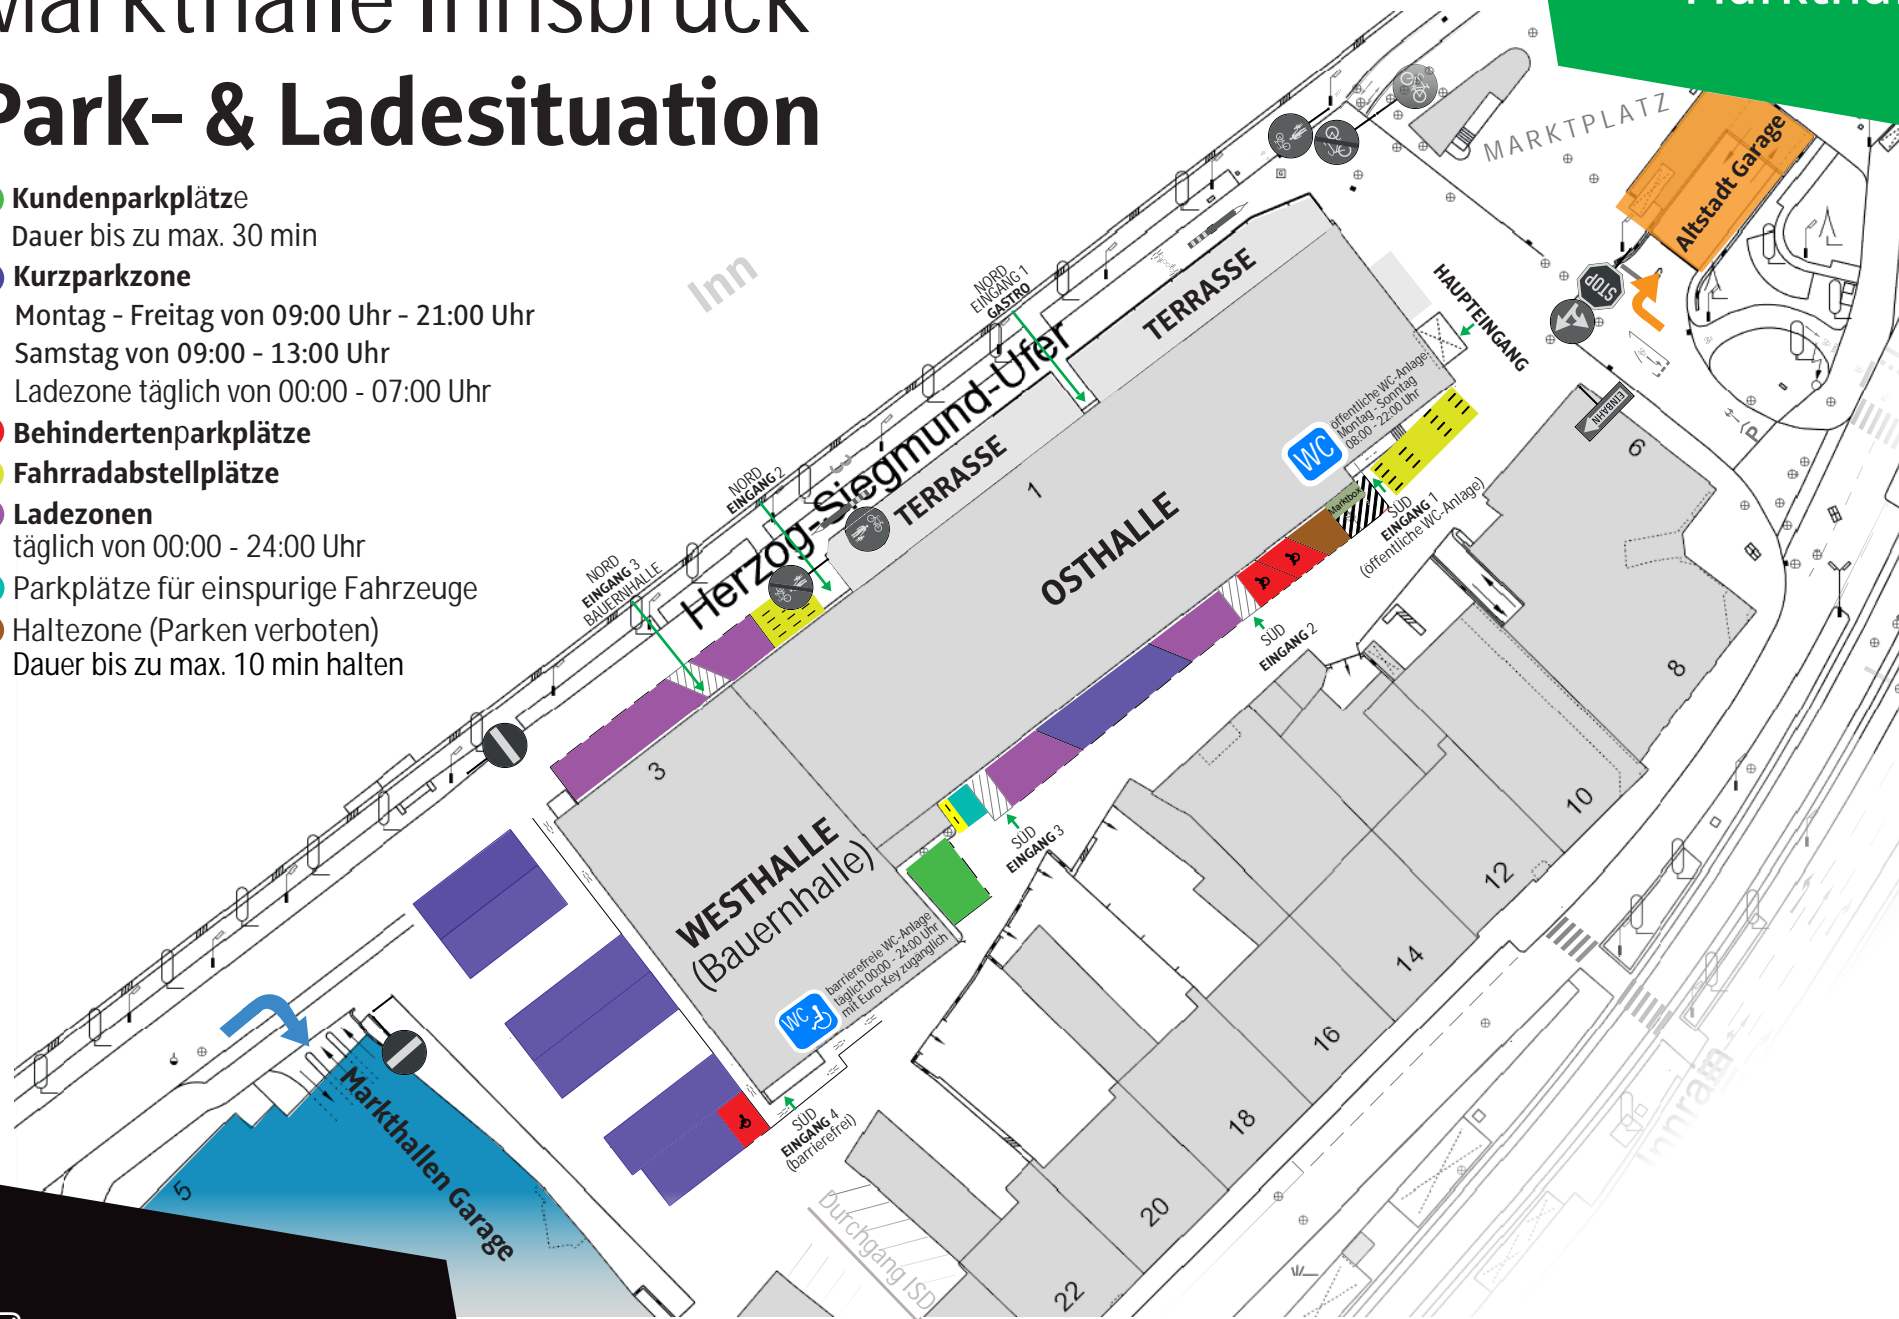 Markthalle Innsbruck
Park- & Ladesituation
Kundenparkplätze
Dauer bis zu max. 30 min
Kurzparkzone
Montag - Freitag von 09:00 Uhr - 21:00 Uhr
Samstag von 09:00 - 13:00 Uhr
Ladezone täglich von 00:00 - 07:00 Uhr
Behindertenparkplätze
Fahrradabstellplätze
Ladezonen
täglich von 00:00 - 24:00 Uhr
Parkplätze für einspurige Fahrzeuge
Haltezone (Parken verboten)
Dauer bis zu max. 10 min halten
Inn
MARKTPLATZ
Altstadt Garage
STOP
EINBAHN
HAUPTEINGANG
TERRASSE
NORD
EINGANG 1
GASTRO
Herzog-Siegmund-Ufer
TERRASSE
NORD
EINGANG 2
NORD
EINGANG 3
BAUERNHALLE
1
OSTHALLE
WC
öffentliche WC-Anlage
Montag - Sonntag
08:00 - 22:00 Uhr
Marktbox
SÜD
EINGANG 1
(öffentliche WC-Anlage)
SÜD
EINGANG 2
SÜD
EINGANG 3
3
WESTHALLE
(Bauernhalle)
WC
barrierefreie WC-Anlage
täglich 00:00 - 24:00 Uhr
mit Euro-Key zugänglich
SÜD
EINGANG 4
(barrierefrei)
Markthallen Garage
5
Durchgang ISD
6
8
10
12
14
16
18
20
22
Innrain
P